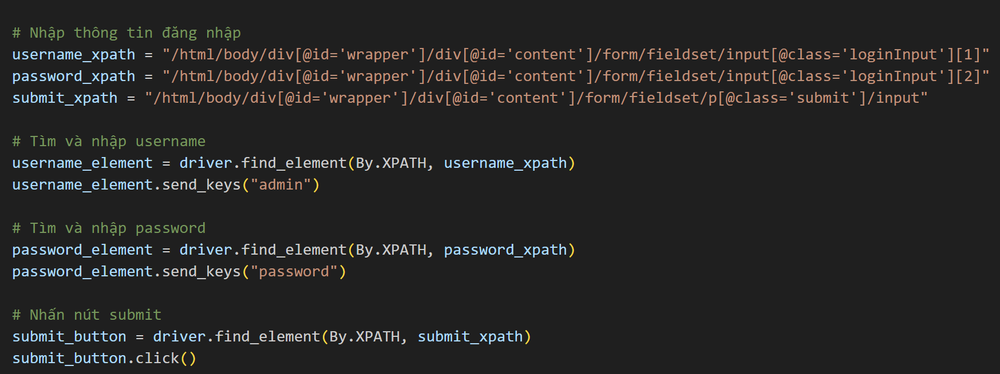 # Nhập thông tin đăng nhập
username_xpath = "/html/body/div[@id='wrapper']/div[@id='content']/form/fieldset/input[@class='loginInput'][1]"
password_xpath = "/html/body/div[@id='wrapper']/div[@id='content']/form/fieldset/input[@class='loginInput'][2]"
submit_xpath = "/html/body/div[@id='wrapper']/div[@id='content']/form/fieldset/p[@class='submit']/input"
# Tìm và nhập username
username_element = driver.find_element(By.XPATH, username_xpath)
username_element.send_keys("admin")
# Tìm và nhập password
password_element = driver.find_element(By.XPATH, password_xpath)
password_element.send_keys("password")
# Nhấn nút submit
submit_button = driver.find_element(By.XPATH, submit_xpath)
submit_button.click()